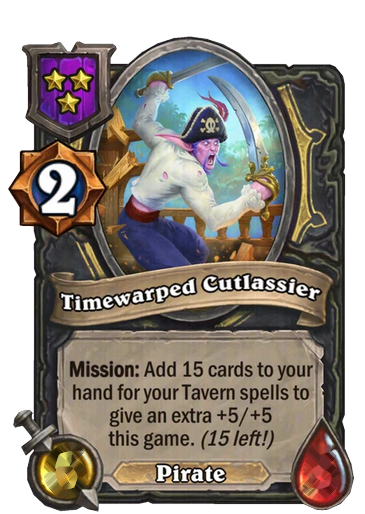 2
Timewarped Cutlassier
Mission: Add 15 cards to your
hand for your Tavern spells to
give an extra +5/+5
this game. (15 left!)
Pirate